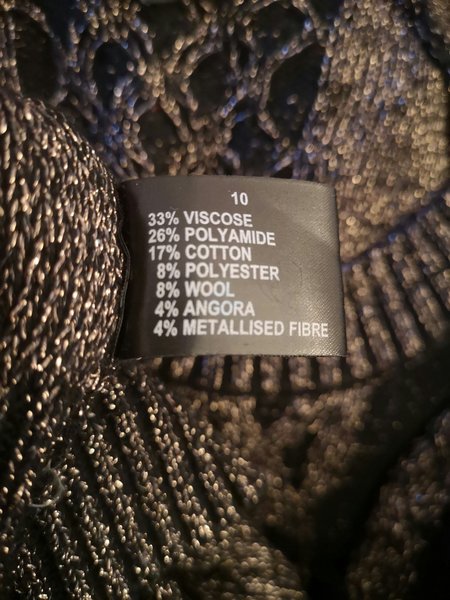 10
33% VISCOSE
26% POLYAMIDE
17% COTTON
8% POLYESTER
8% WOOL
4% ANGORA
4% METALLISED FIBRE